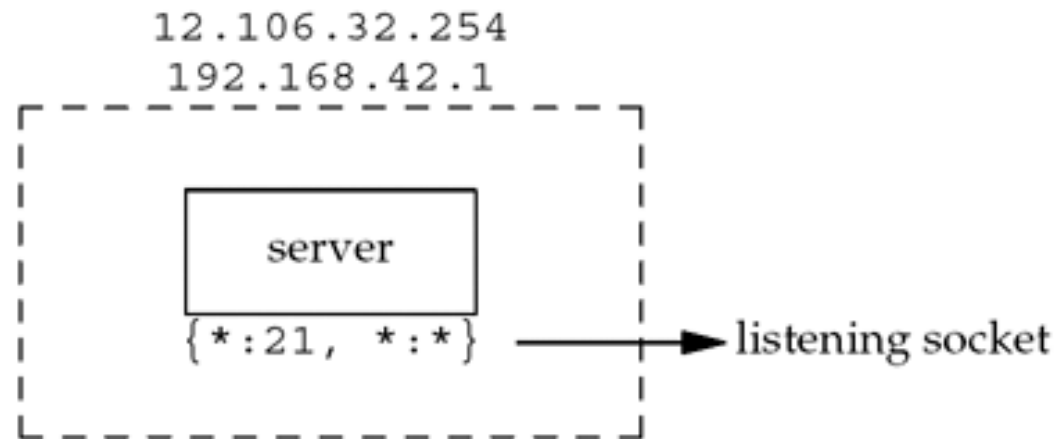 12.106.32.254
192.168.42.1
server
{*:21, *:*}
listening socket